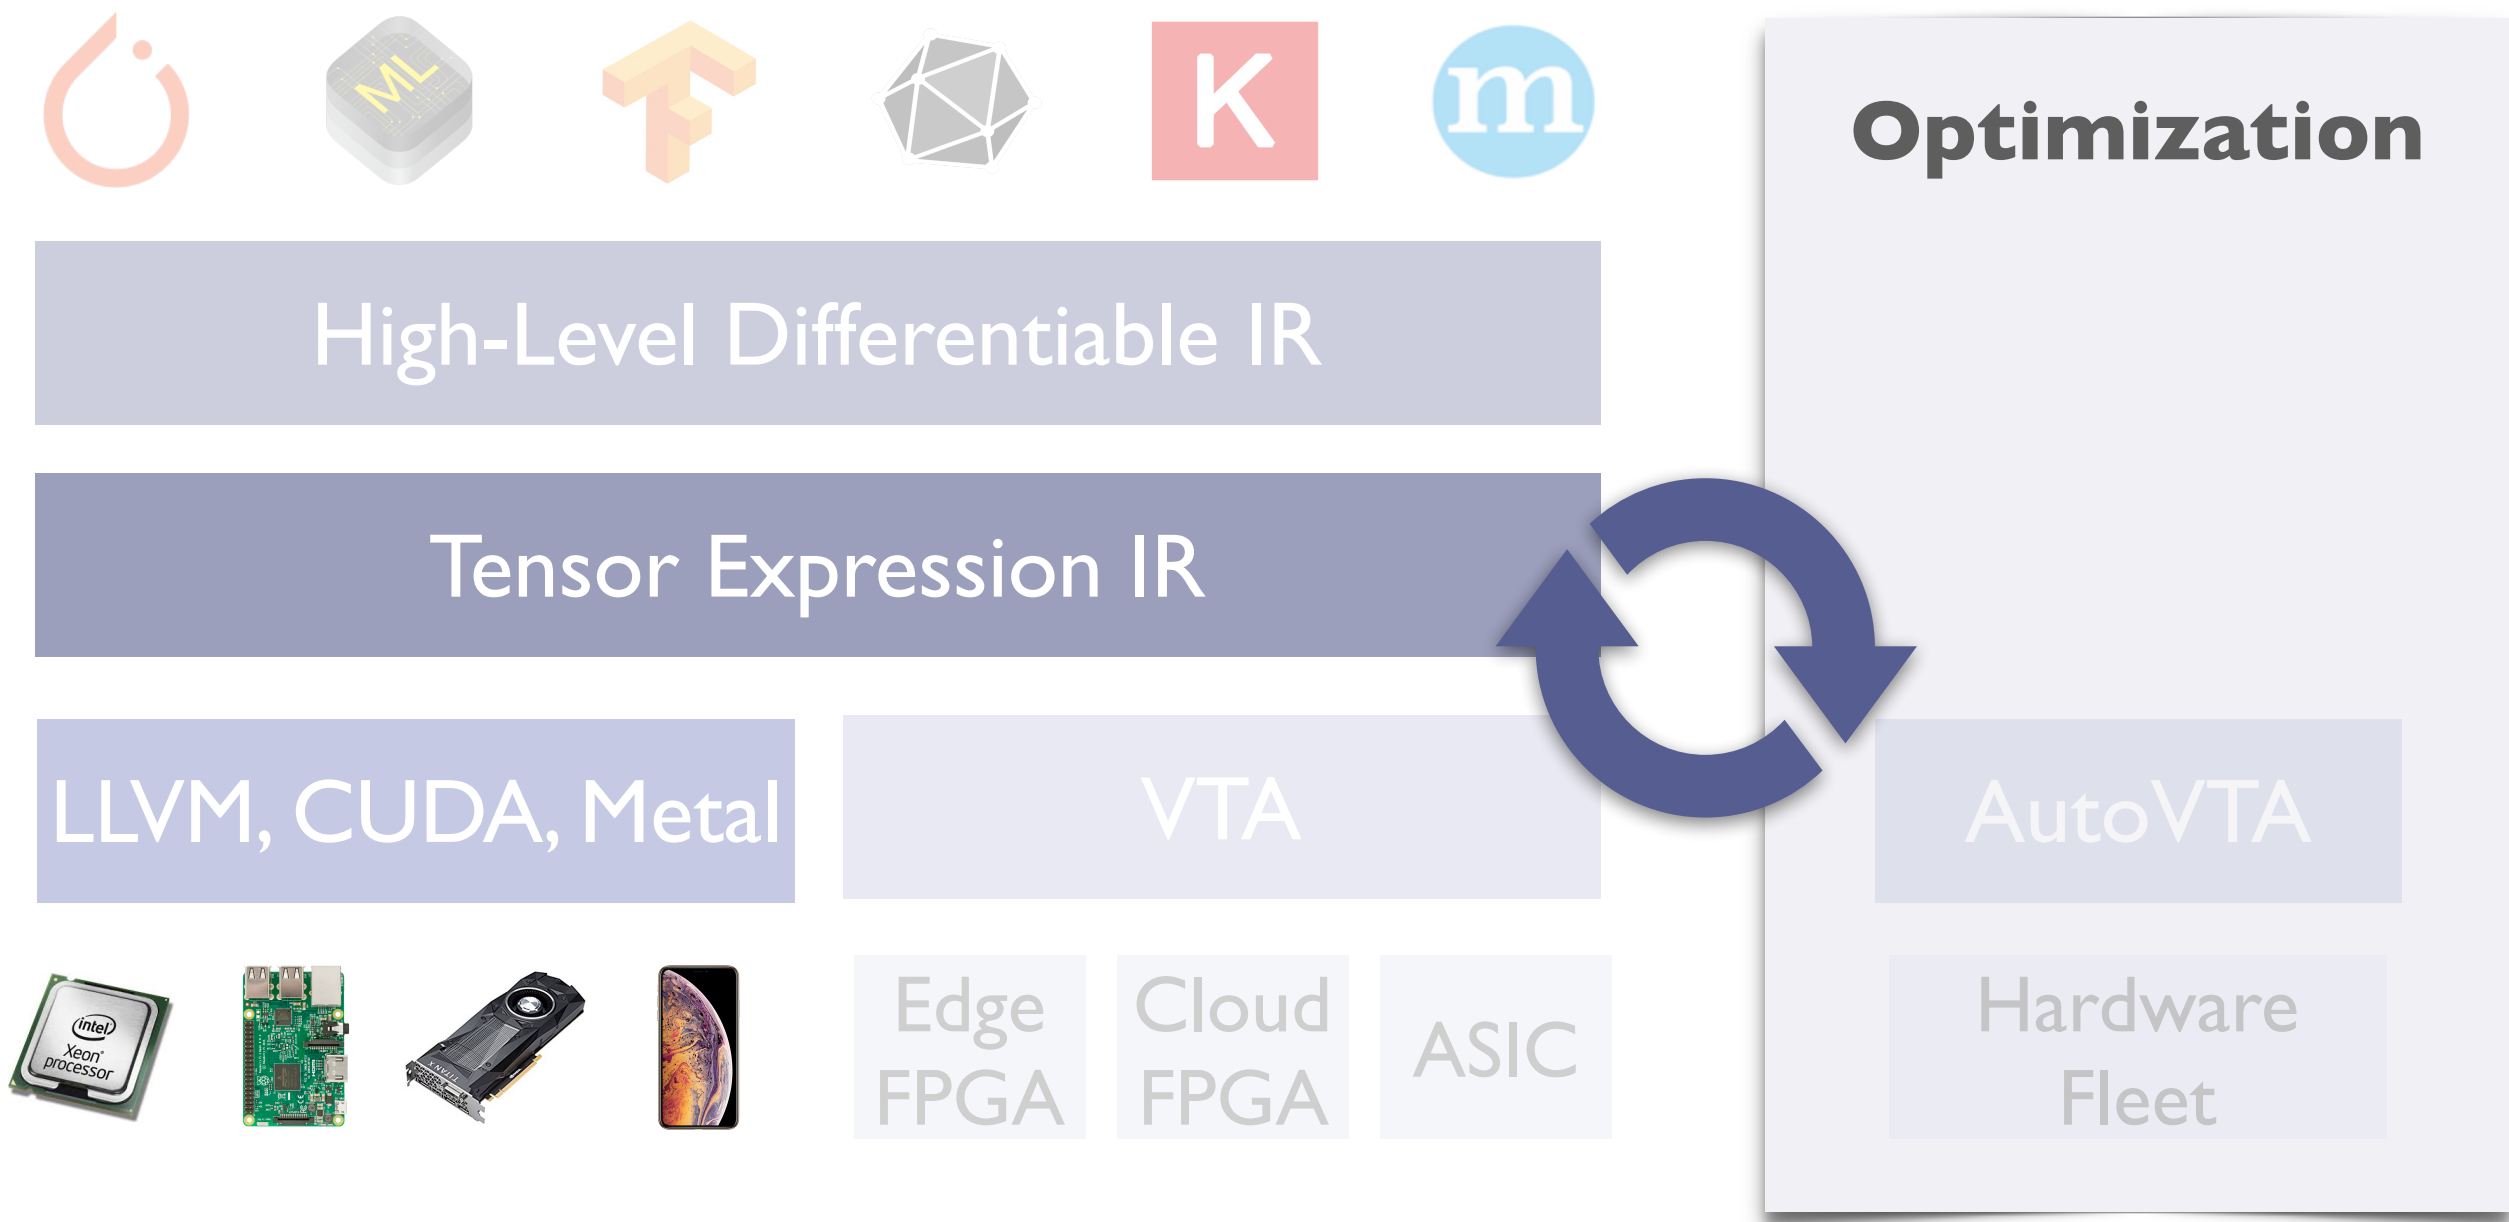 ML
K
m
Optimization
High-Level Differentiable IR
Tensor Expression IR
LLVM, CUDA, Metal
VTA
AutoVTA
intel
Xeon®
processor
TITAN X
Edge
FPGA
Cloud
FPGA
ASIC
Hardware
Fleet